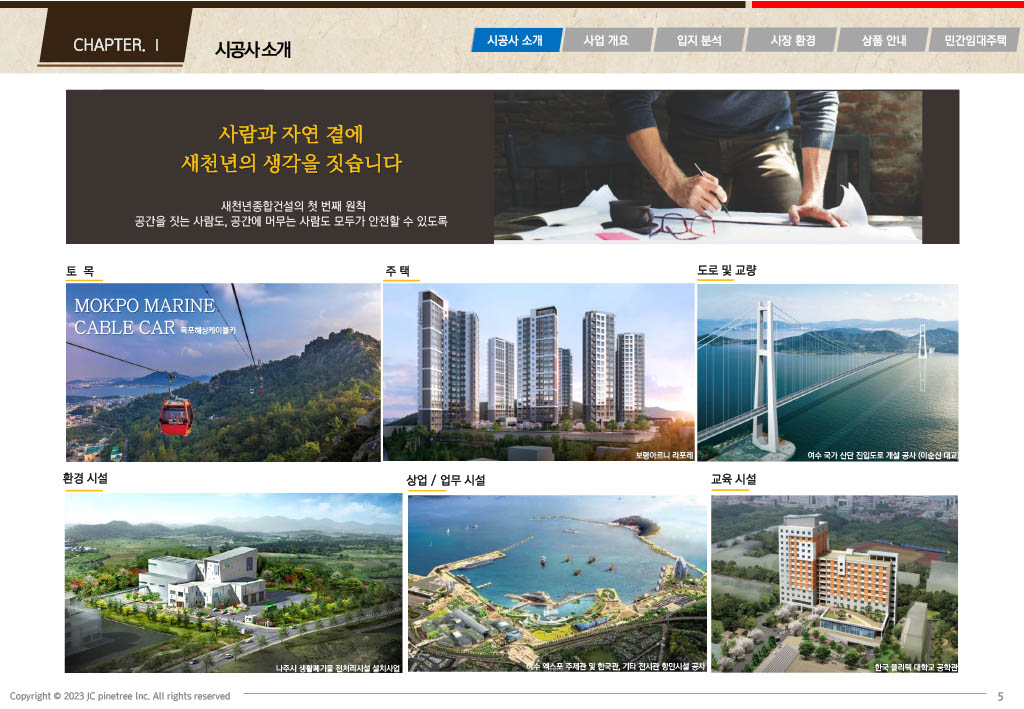 CHAPTER. I
시공사 소개
시공사 소개
사업 개요
입지 분석
시장 환경
상품 안내
민간임대주택
사람과 자연 곁에
새천년의 생각을 짓습니다
새천년종합건설의 첫 번째 원칙
공간을 짓는 사람도, 공간에 머무는 사람도 모두가 안전할 수 있도록
토 목
MOKPO MARINE
CABLE CAR 목포해상케이블카
주 택
보령아르니 라포레
도로 및 교량
여수 국가 산단 진입도로 개설 공사 (이순신 대교)
환경 시설
나주시 생활폐기물 전처리시설 설치사업
상업 / 업무 시설
여수 엑스포 주제관 및 한국관, 기타 전시관 항만시설 공사
교육 시설
한국 폴리텍 대학교 공학관
Copyright © 2023 JC pinetree Inc. All rights reserved
5